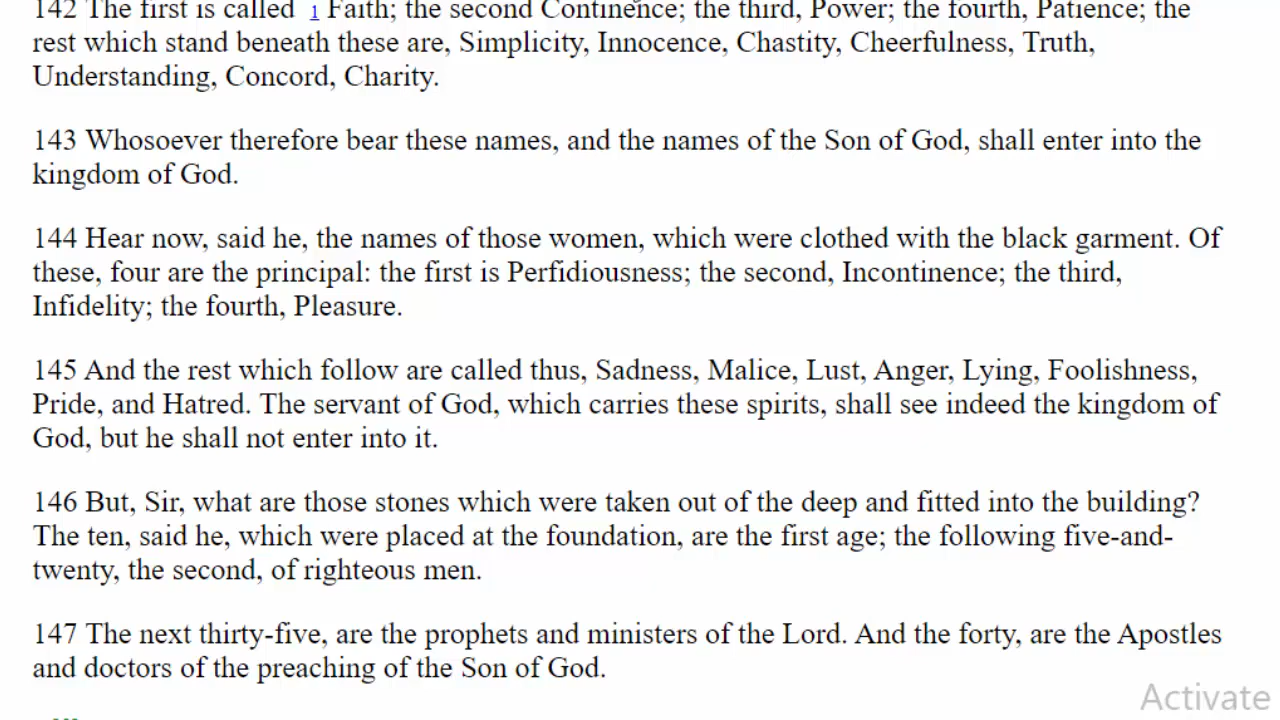 142 The first is called 1 Faith; the second Continence; the third, Power; the fourth, Patience; the
rest which stand beneath these are, Simplicity, Innocence, Chastity, Cheerfulness, Truth,
Understanding, Concord, Charity.
143 Whosoever therefore bear these names, and the names of the Son of God, shall enter into the
kingdom of God.
144 Hear now, said he, the names of those women, which were clothed with the black garment. Of
these, four are the principal: the first is Perfidiousness; the second, Incontinence; the third,
Infidelity; the fourth, Pleasure.
145 And the rest which follow are called thus, Sadness, Malice, Lust, Anger, Lying, Foolishness,
Pride, and Hatred. The servant of God, which carries these spirits, shall see indeed the kingdom of
God, but he shall not enter into it.
146 But, Sir, what are those stones which were taken out of the deep and fitted into the building?
The ten, said he, which were placed at the foundation, are the first age; the following five-and-
twenty, the second, of righteous men.
147 The next thirty-five, are the prophets and ministers of the Lord. And the forty, are the Apostles
and doctors of the preaching of the Son of God.
Activate